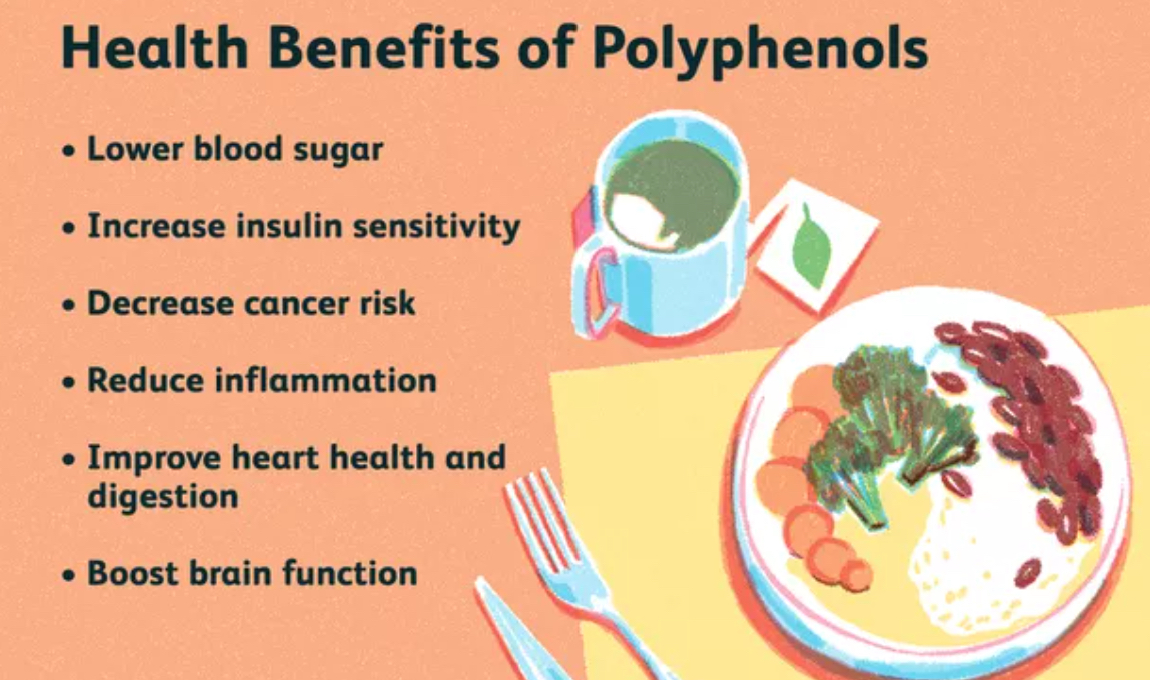 Health Benefits of Polyphenols
• Lower blood sugar
• Increase insulin sensitivity
• Decrease cancer risk
• Reduce inflammation
• Improve heart health and
digestion
• Boost brain function